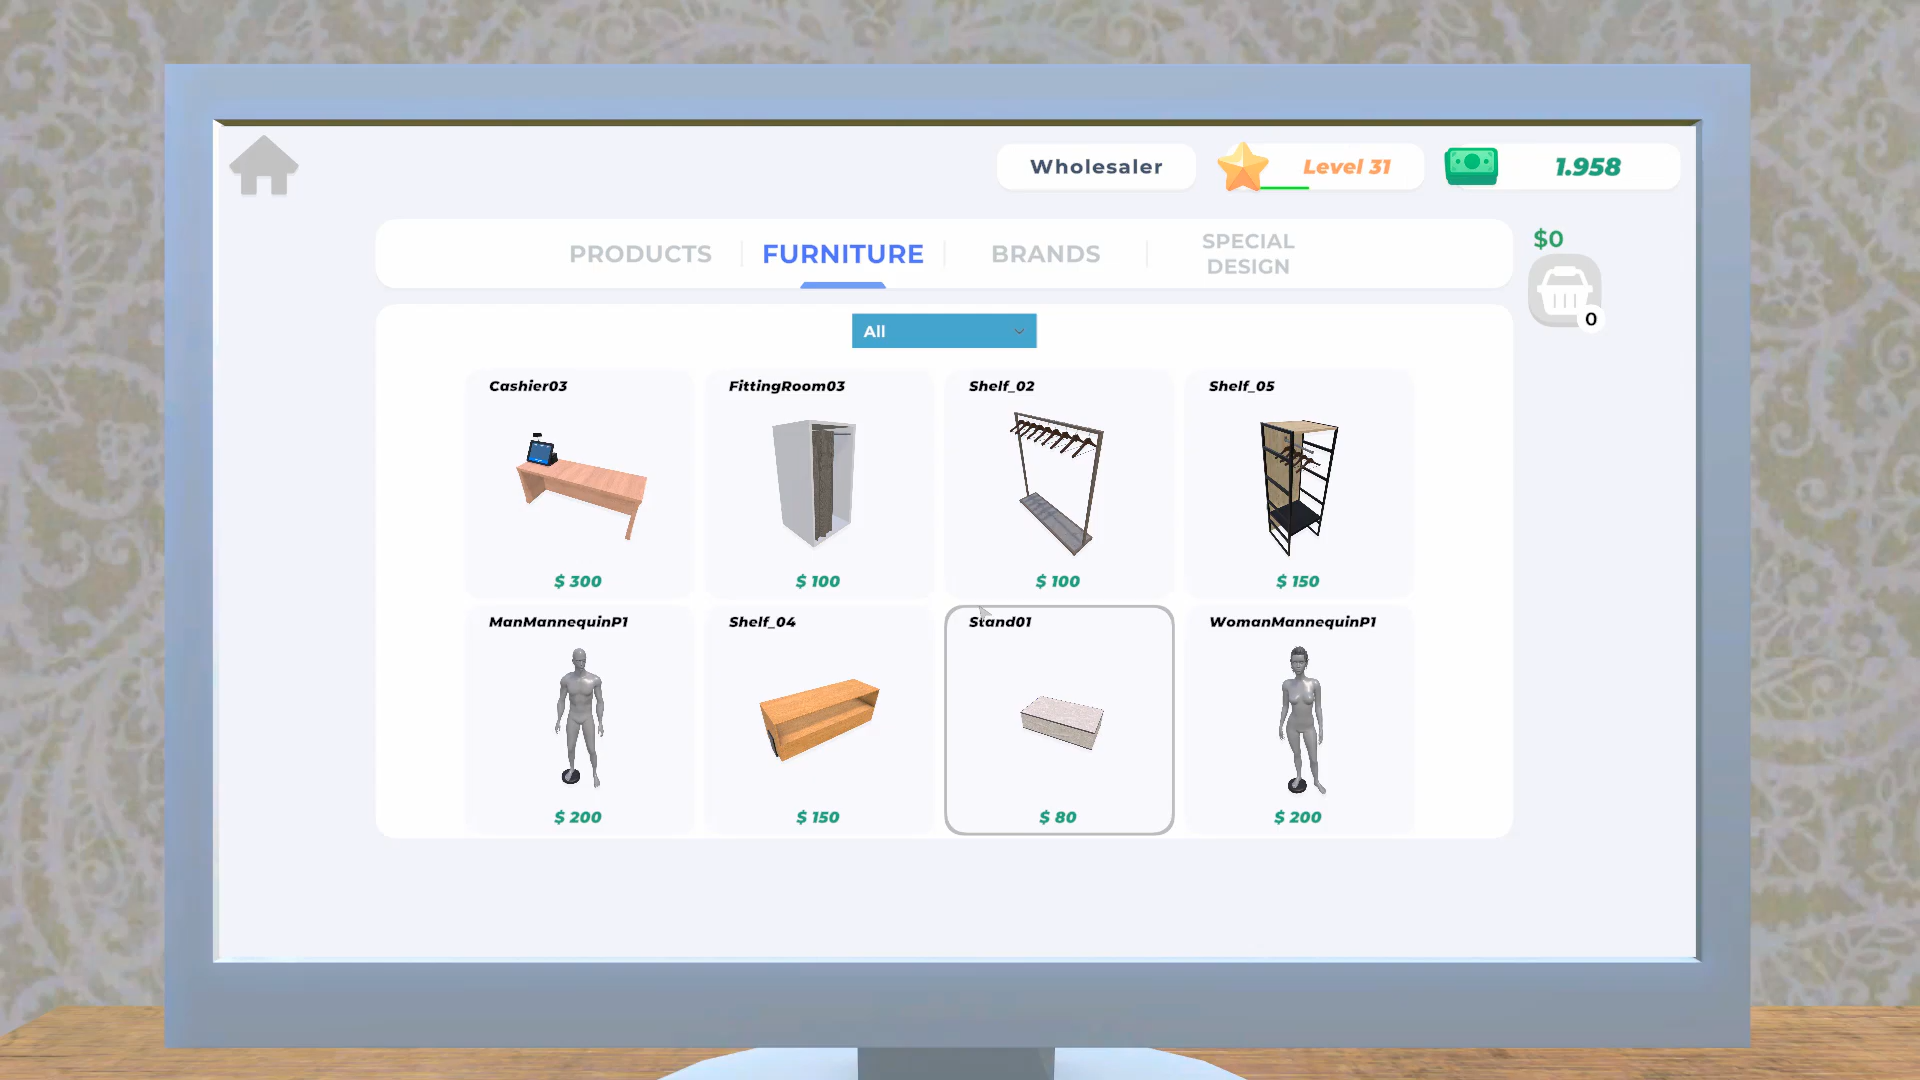 Wholesaler
Level 31
1.958
PRODUCTS
FURNITURE
BRANDS
SPECIAL
DESIGN
$0
0
All
Cashier03
FittingRoom03
Shelf_02
Shelf_05
$ 300
$ 100
$ 100
$ 150
ManMannequinP1
Shelf_04
Stand01
WomanMannequinP1
$ 200
$ 150
$ 80
$ 200